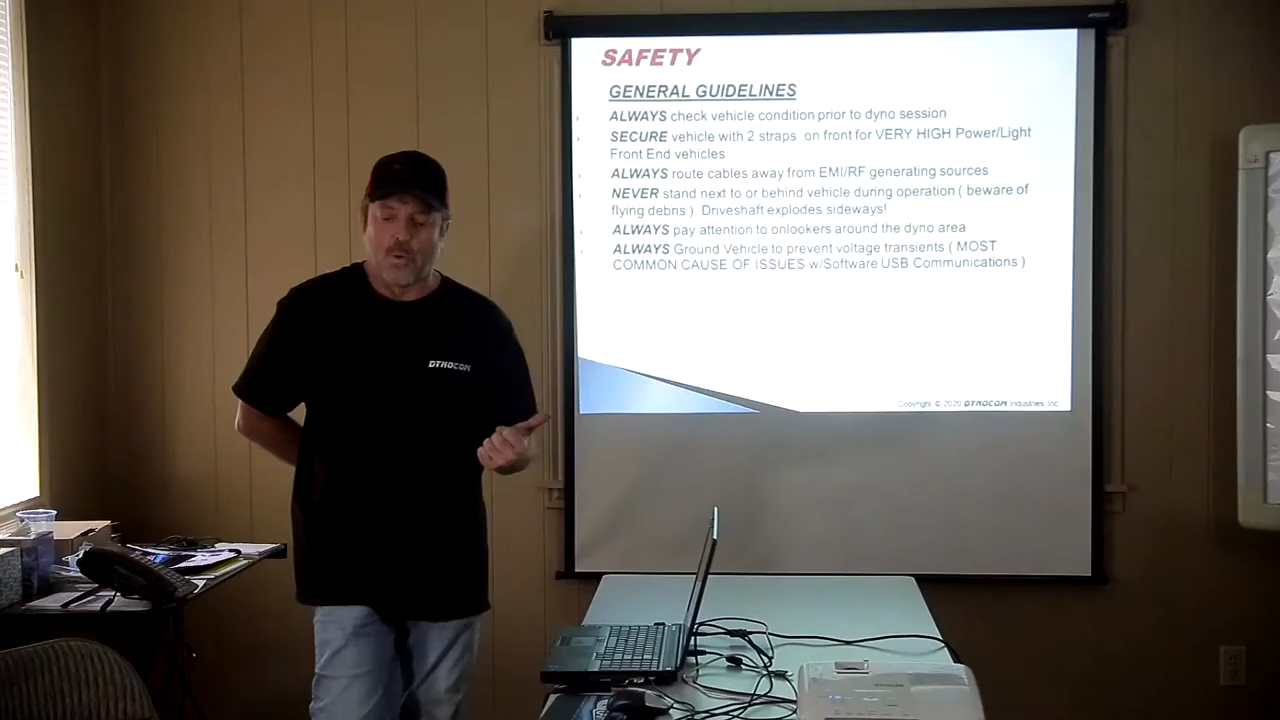 SAFETY
GENERAL GUIDELINES
ALWAYS check vehicle condition prior to dyno session
SECURE vehicle with 2 straps on front for VERY HIGH Power/Light
Front End vehicles
ALWAYS route cables away from EMI/RF generating sources
NEVER stand next to or behind vehicle during operation ( beware of
flying debris ). Driveshaft explodes sideways!
ALWAYS pay attention to onlookers around the dyno area
ALWAYS Ground Vehicle to prevent voltage transients ( MOST
COMMON CAUSE OF ISSUES w/Software USB Communications )
Copyright © 2020 DYNOCOM Industries, Inc.
DYNOCOM